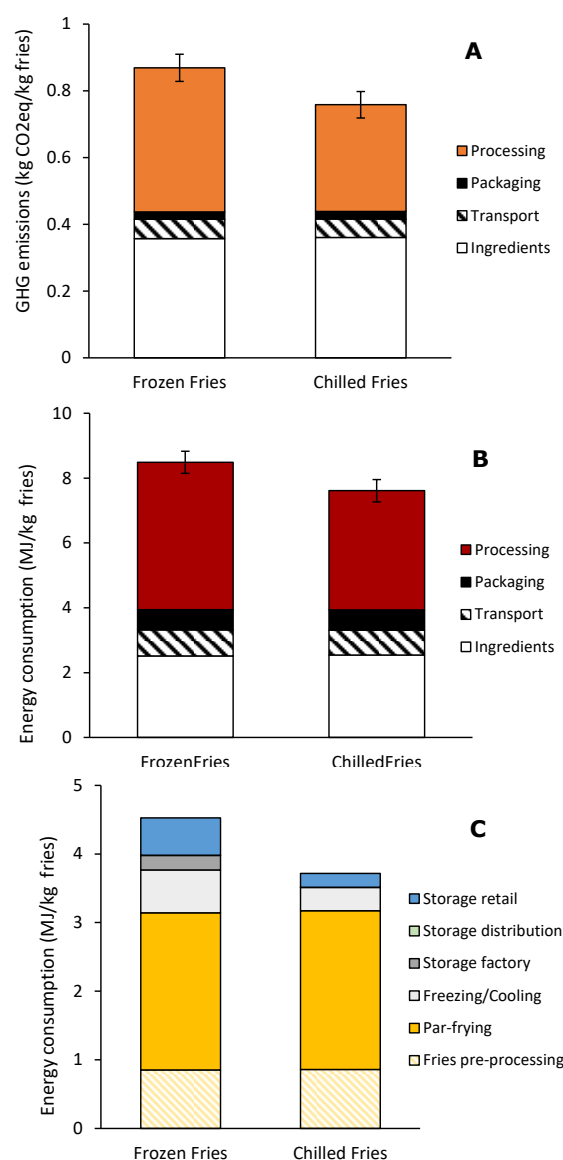 1
0.8
0.6
0.4
0.2
0
GHG emissions (kg CO2eq/kg fries)
A
Processing
Packaging
Transport
Ingredients
Frozen Fries
Chilled Fries
10
8
6
4
2
0
Energy consumption (MJ/kg fries)
B
Processing
Packaging
Transport
Ingredients
FrozenFries
ChilledFries
5
4
3
2
1
0
Energy consumption (MJ/kg fries)
C
Storage retail
Storage distribution
Storage factory
Freezing/Cooling
Par-frying
Fries pre-processing
Frozen Fries
Chilled Fries